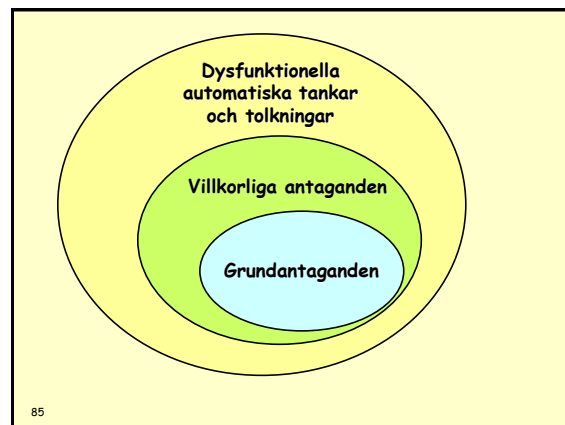 Dysfunktionella
automatiska tankar
och tolkningar
Villkorliga antaganden
Grundantaganden
85